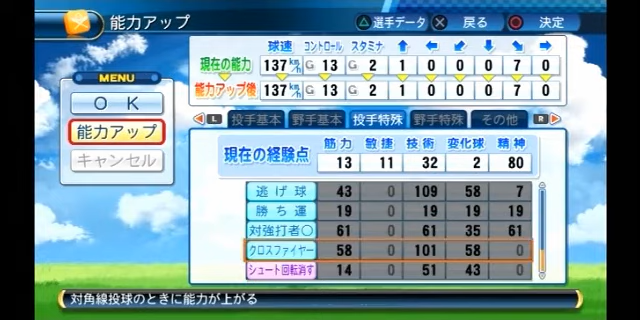 能力アップ
△選手データ × 戻る ○ 決定
MENU
OK
能力アップ
キャンセル
球速 コントロール スタミナ ↑ ← ↙ ↓ ↘ →
現在の能力 137km/h G 13 G 2 1 0 0 0 7 0
能力アップ後 137km/h G 13 G 2 1 0 0 0 7 0
L 投手基本 野手基本 投手特殊 野手特殊 その他 R
筋力 敏捷 技術 変化球 精神
現在の経験点 13 11 32 2 80
逃げ球 43 0 109 58 7
勝ち運 19 19 19 19 19
対強打者○ 61 0 61 35 61
クロスファイヤー 58 0 101 58 0
シュート回転消す 14 0 51 43 0
対角線投球のときに能力が上がる